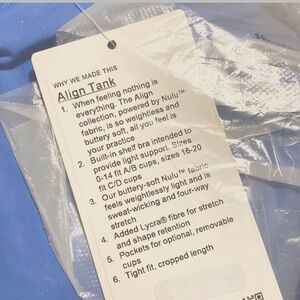 WHY WE MADE THIS
Align Tank
1. When feeling nothing is
everything. The Align
collection, powered by Nulu™
fabric, is so weightless and
buttery soft, all you feel is
your practice
2. Built-in shelf bra intended to
provide light support. Sizes
0-14 fit A/B cups, sizes 16-20
fit C/D cups
3. Our buttery-soft Nulu™ fabric
feels weightlessly light and is
sweat-wicking and four-way
stretch
4. Added Lycra® fibre for stretch
and shape retention
5. Pockets for optional, removable
cups
6. Tight fit, cropped length